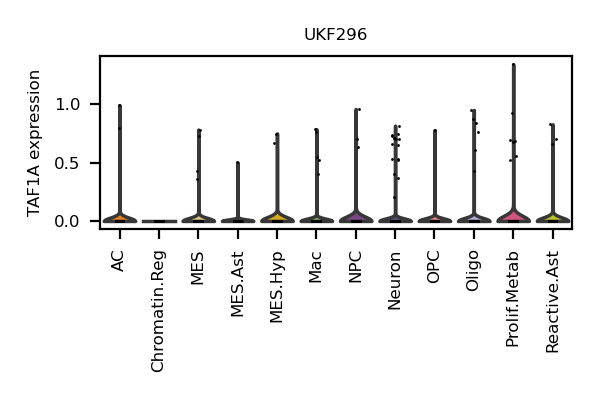 UKF296
TAF1A expression
1.0
0.5
0.0
AC
Chromatin.Reg
MES
MES.Ast
MES.Hyp
Mac
NPC
Neuron
OPC
Oligo
Prolif.Metab
Reactive.Ast